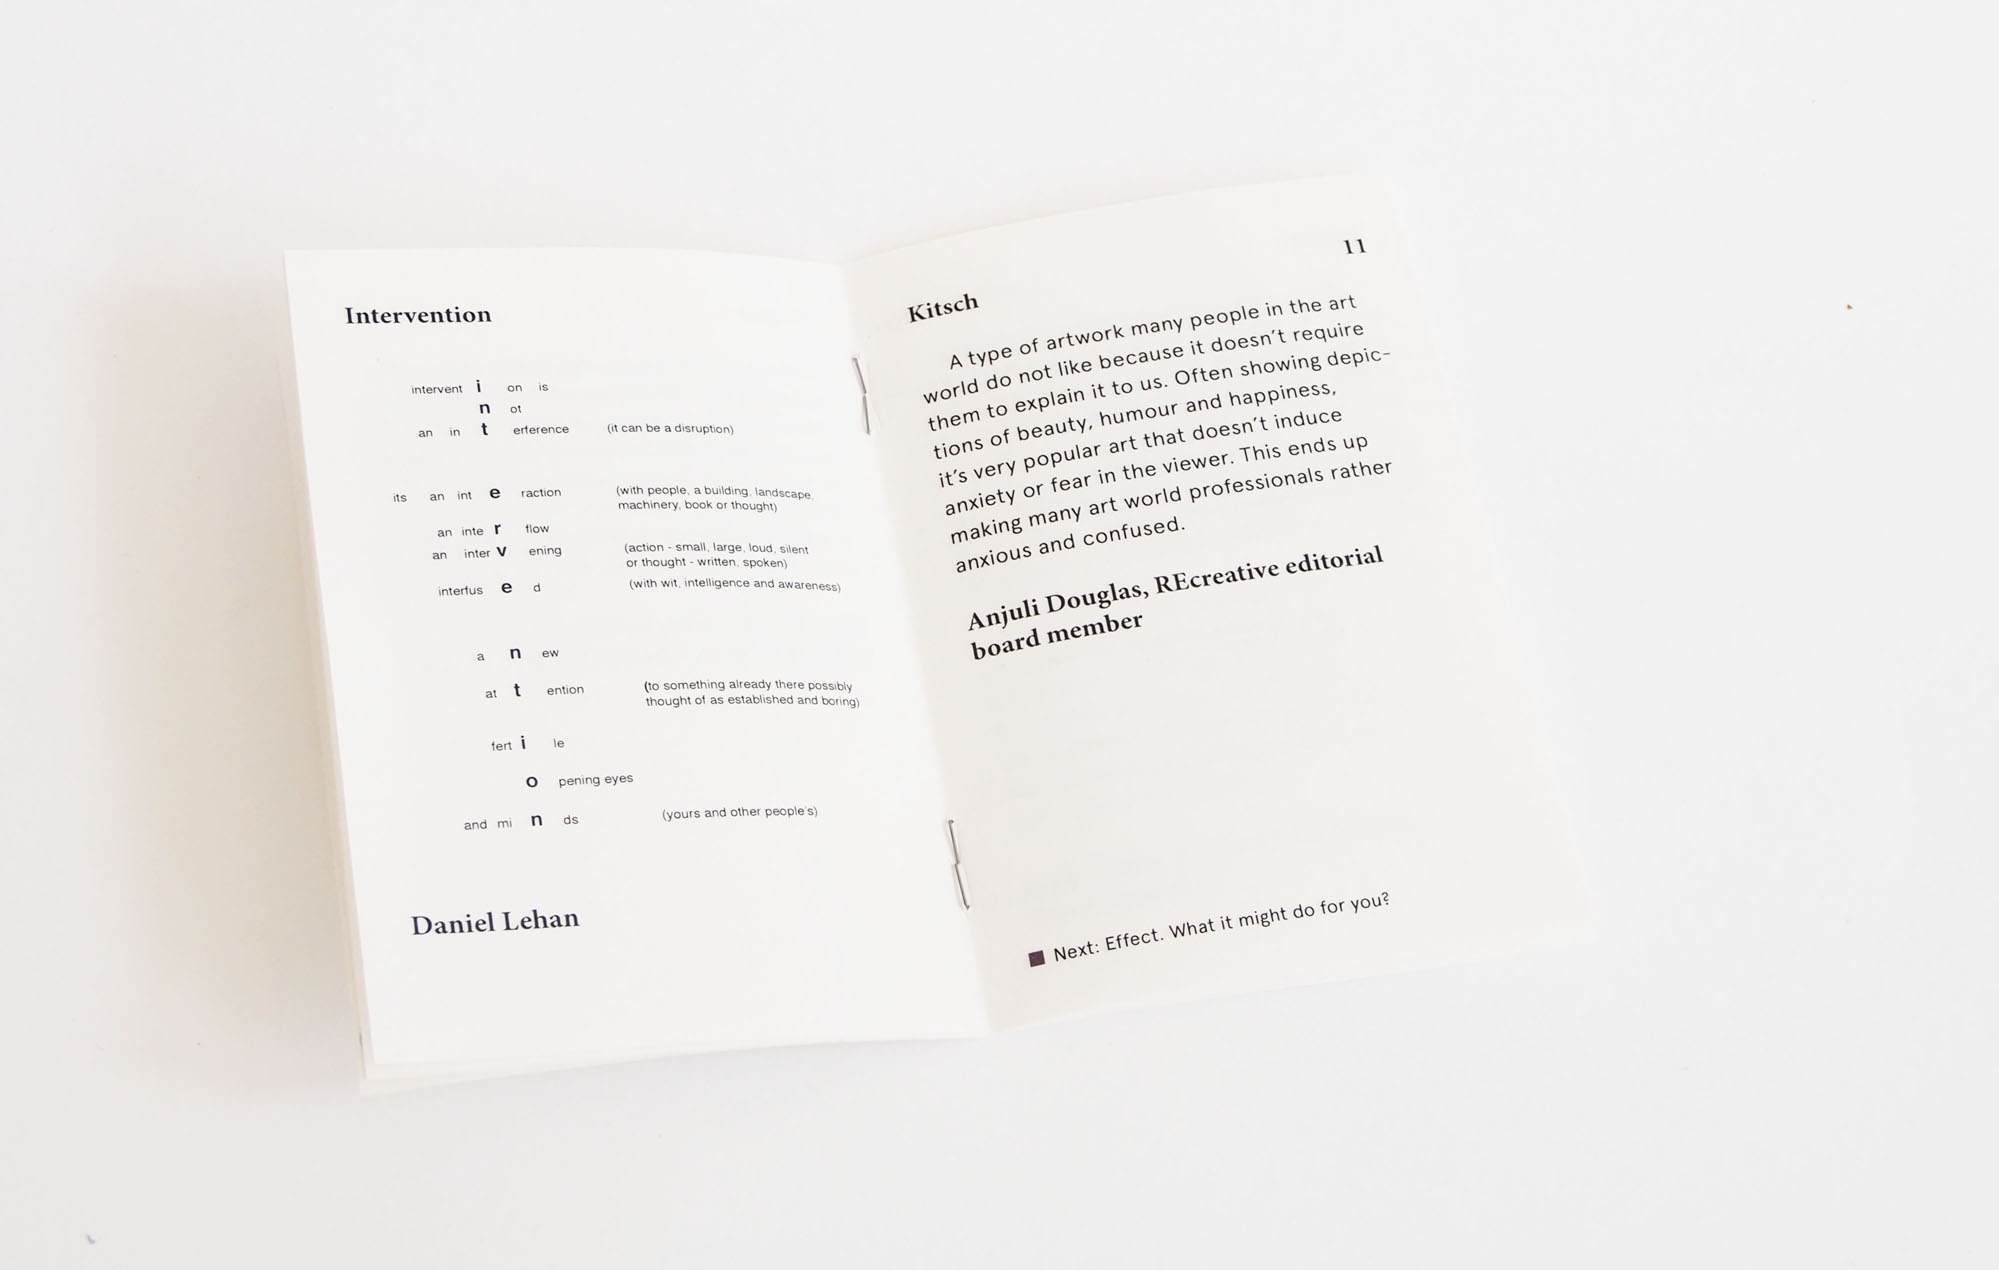 Intervention
intervent i on is
n ot
an in t erference (it can be a disruption)
its an int e raction (with people, a building, landscape,
machinery, book or thought)
an inte r flow
an inter v ening (action - small, large, loud, silent
or thought - written, spoken)
interfus e d (with wit, intelligence and awareness)
a n ew
at t ention (to something already there possibly
thought of as established and boring)
fert i le
o pening eyes
and mi n ds (yours and other people's)
Daniel Lehan
11
Kitsch
A type of artwork many people in the art
world do not like because it doesn't require
them to explain it to us. Often showing depic-
tions of beauty, humour and happiness,
it's very popular art that doesn't induce
anxiety or fear in the viewer. This ends up
making many art world professionals rather
anxious and confused.
Anjuli Douglas, REcreative editorial
board member
Next: Effect. What it might do for you?